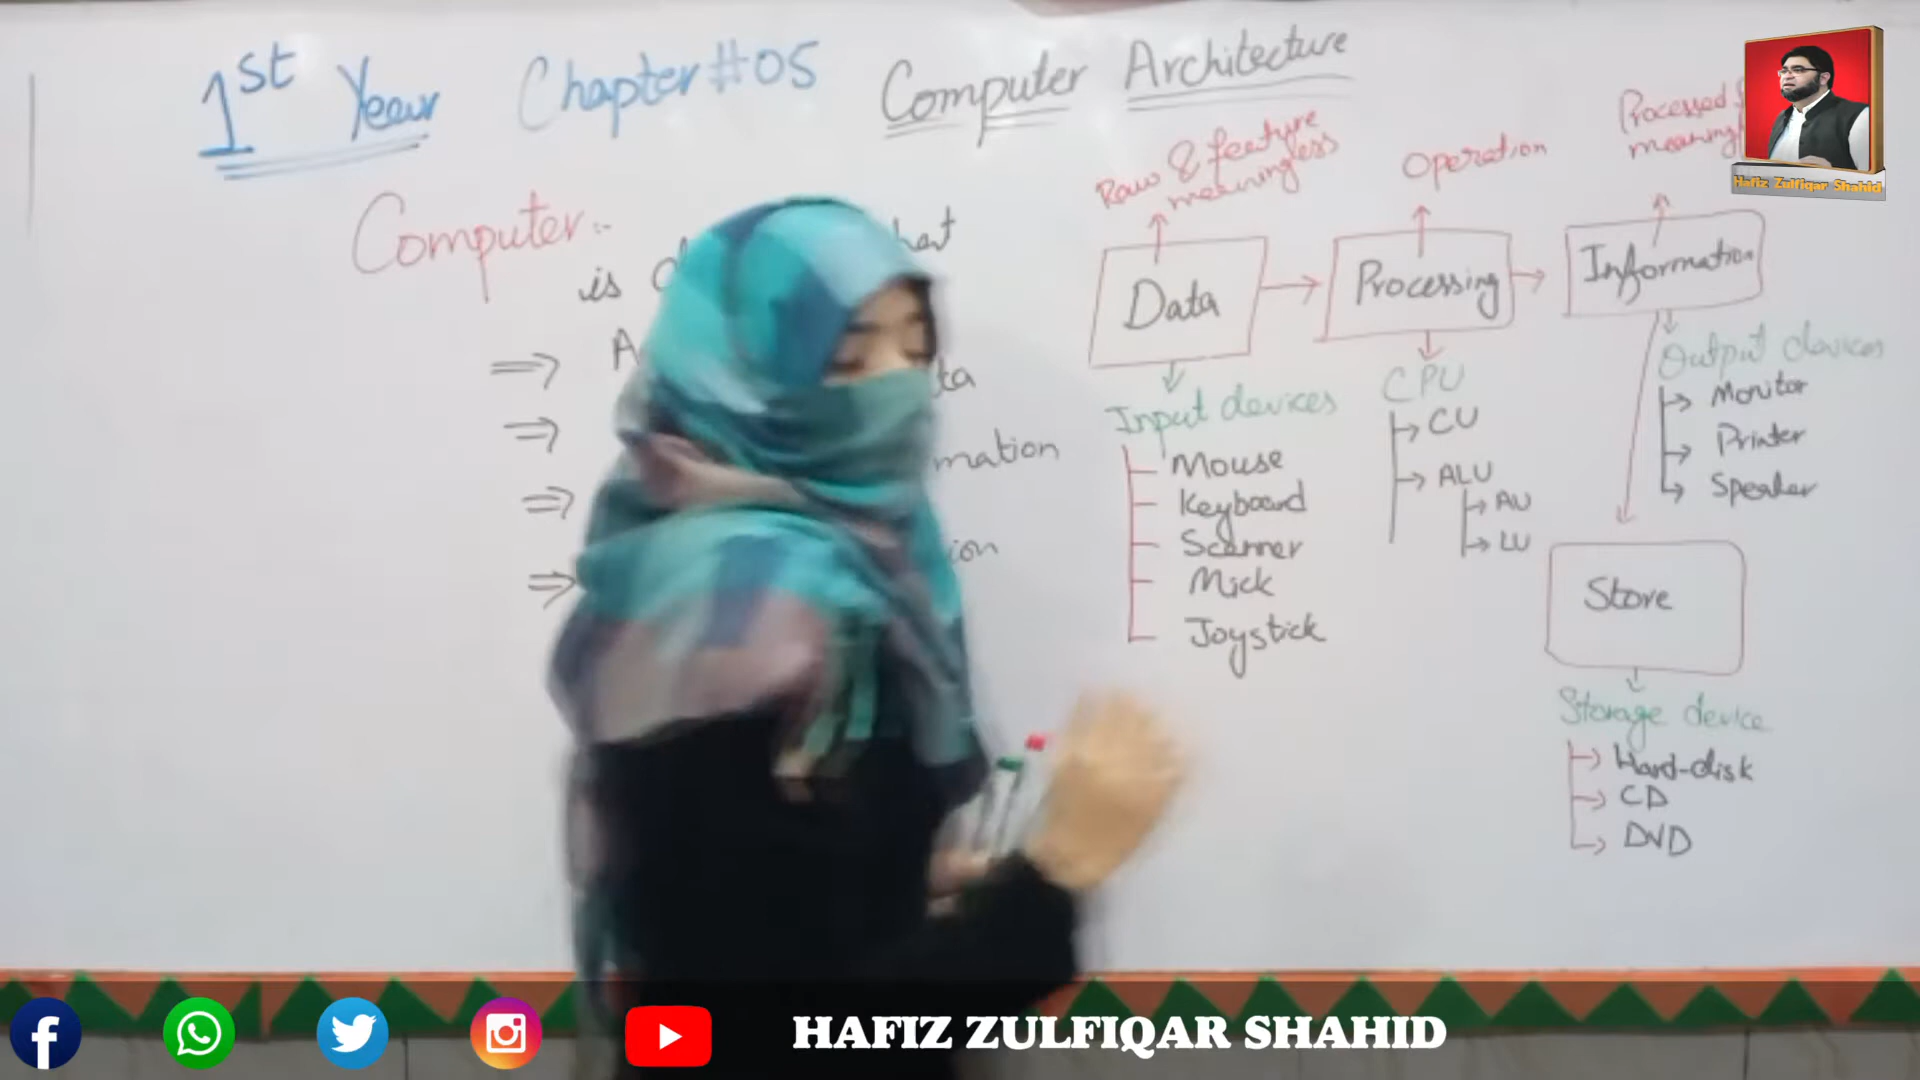 1st Year Chapter #05 Computer Architecture
Computer:-
is
A
ta
mation
ion
Raw & feature
meaningless
Operation
Processed
Data
Processing
Information
Input devices
Mouse
Keyboard
Scanner
Mick
Joystick
CPU
CU
ALU
AU
LU
Output devices
Monitor
Printer
Speaker
Store
Storage device
Hard-disk
CD
DVD
Hafiz Zulfiqar Shahid
HAFIZ ZULFIQAR SHAHID